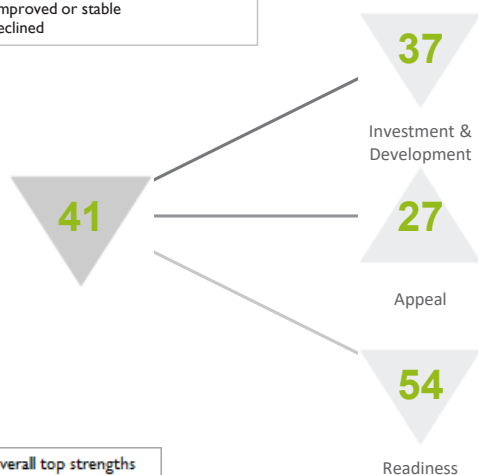 mproved or stable
eclined
37
Investment &
Development
41
27
Appeal
54
Readiness
verall top strengths